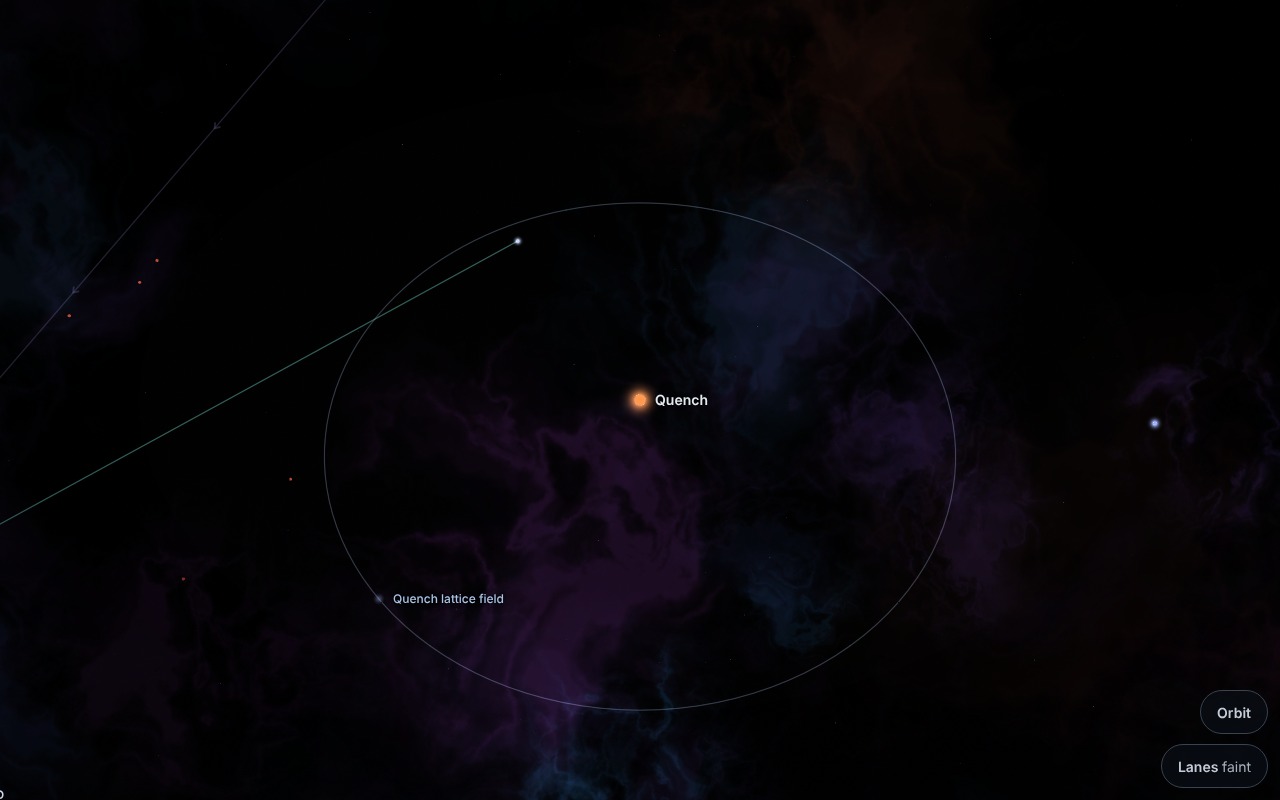 Quench
Quench lattice field
Orbit
Lanes faint